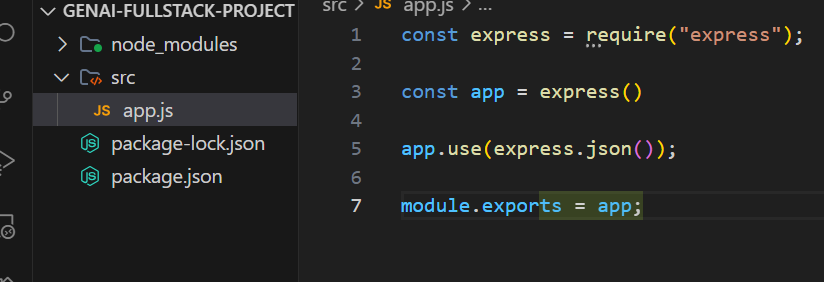 GENAI-FULLSTACK-PROJECT
node_modules
src
JS app.js
package-lock.json
package.json
src > JS app.js > ...
1 const express = require("express");
2
3 const app = express()
4
5 app.use(express.json());
6
7 module.exports = app;